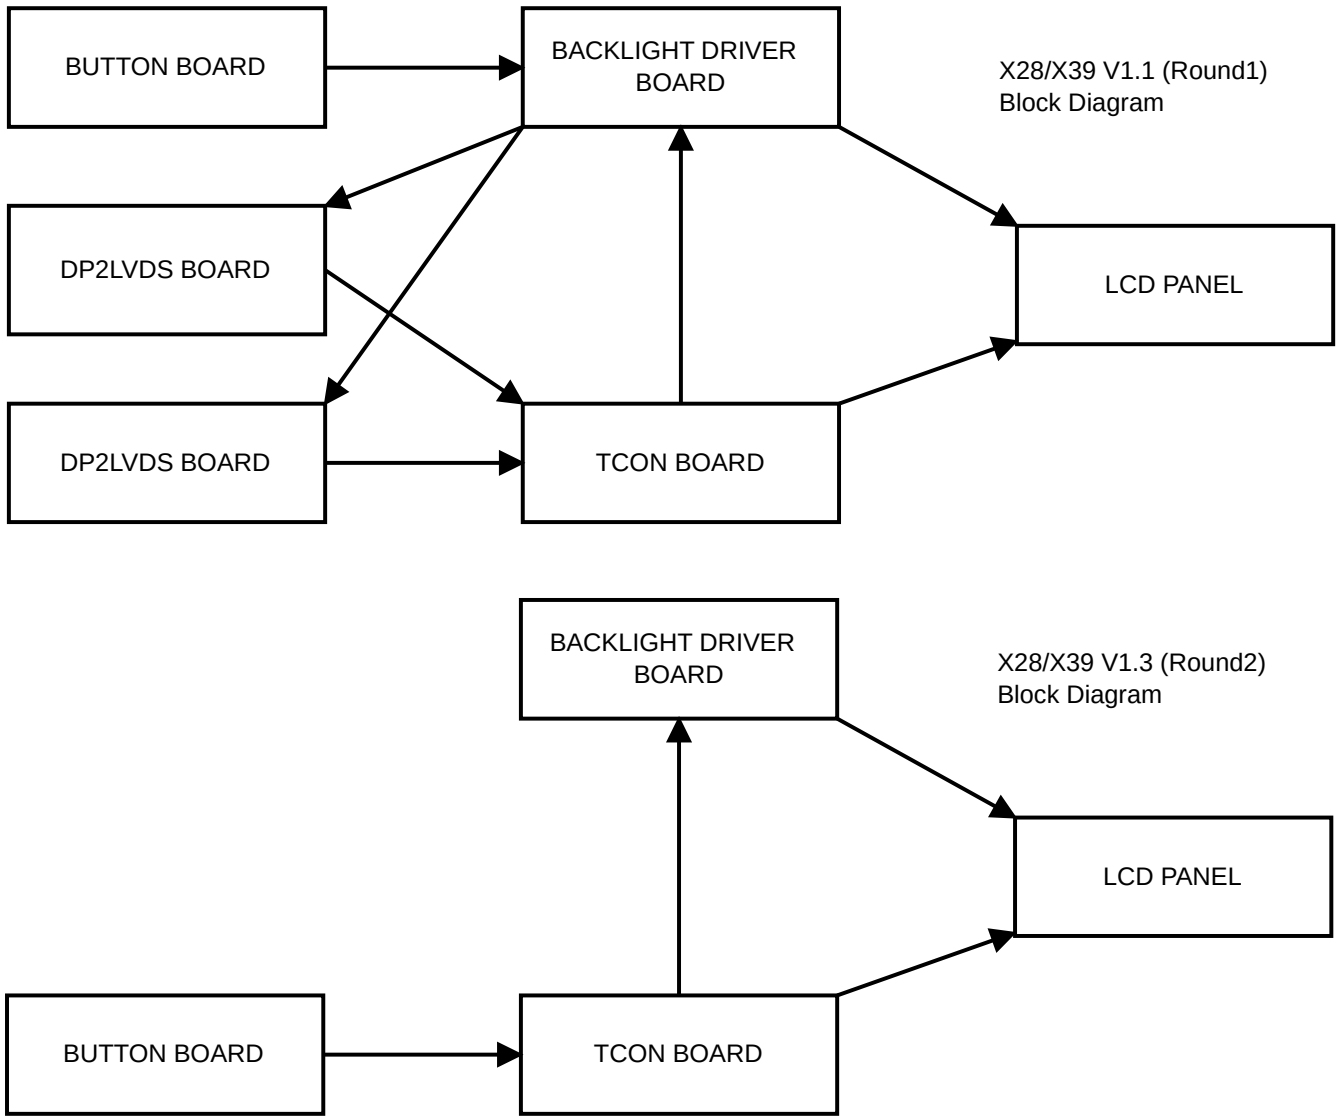 BUTTON BOARD
BACKLIGHT DRIVER
BOARD
X28/X39 V1.1 (Round1)
Block Diagram
DP2LVDS BOARD
LCD PANEL
DP2LVDS BOARD
TCON BOARD
BACKLIGHT DRIVER
BOARD
X28/X39 V1.3 (Round2)
Block Diagram
LCD PANEL
BUTTON BOARD
TCON BOARD